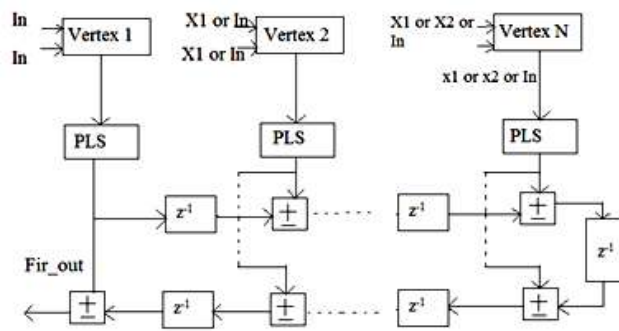 In
In
Vertex 1
X1 or In
X1 or In
Vertex 2
X1 or X2 or
In
Vertex N
x1 or x2 or In
PLS
PLS
PLS
z⁻¹
±
z⁻¹
±
z⁻¹
Fir_out
±
z⁻¹
±
z⁻¹
±